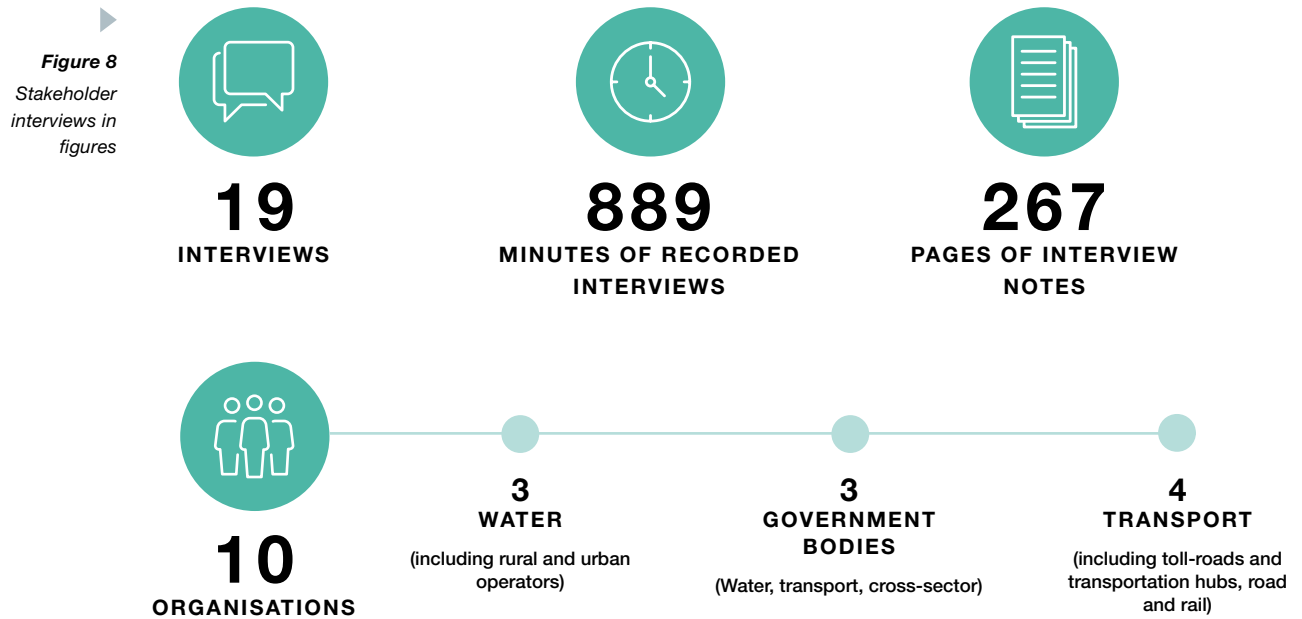 Figure 8
Stakeholder
interviews in
figures
19
INTERVIEWS
889
MINUTES OF RECORDED
INTERVIEWS
267
PAGES OF INTERVIEW
NOTES
10
ORGANISATIONS
3
WATER
(including rural and urban
operators)
3
GOVERNMENT
BODIES
(Water, transport, cross-sector)
4
TRANSPORT
(including toll-roads and
transportation hubs, road
and rail)